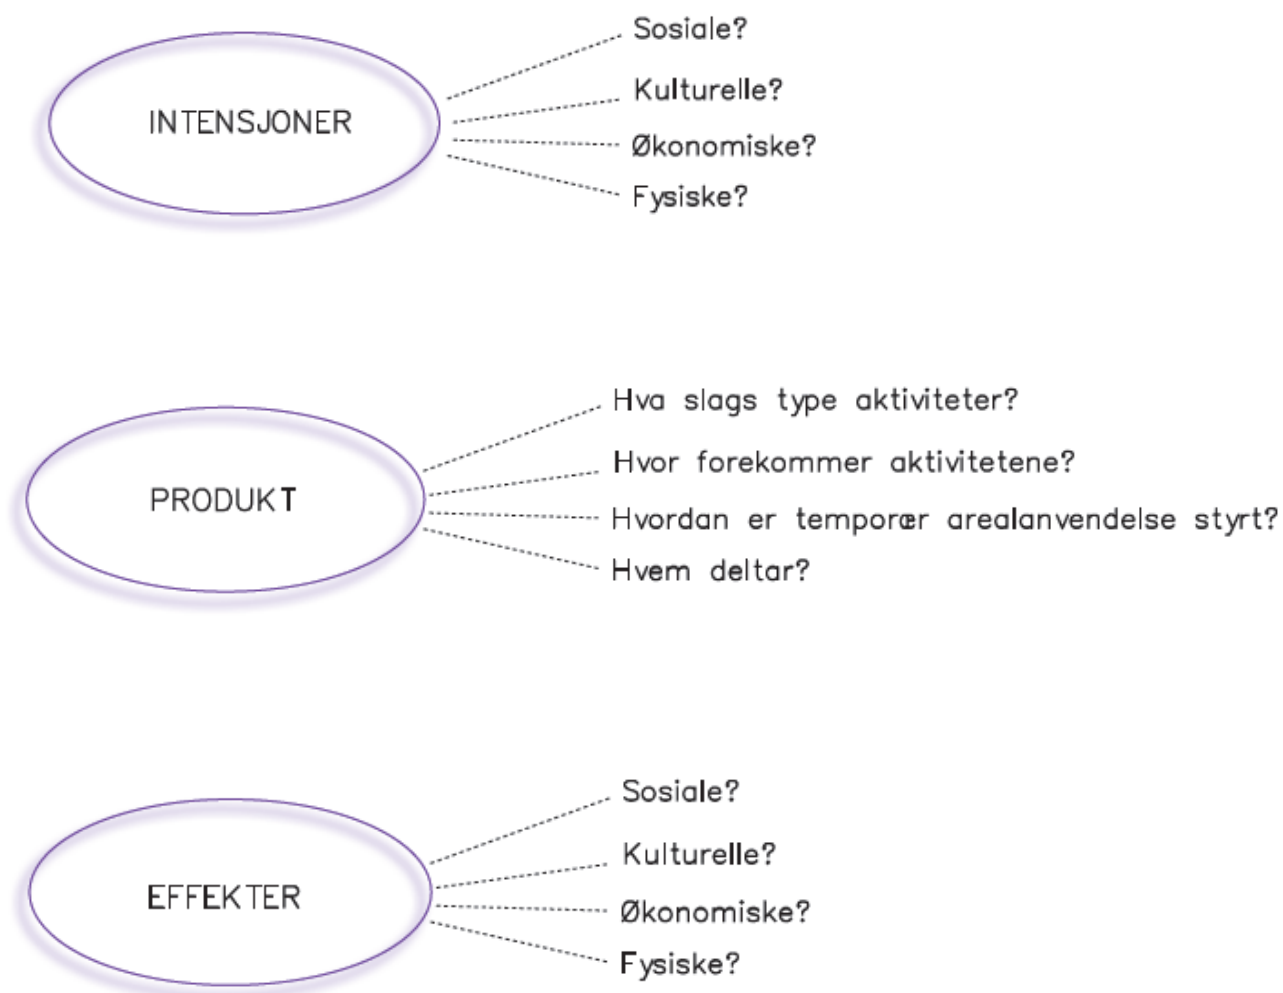 INTENSJONER
Sosiale?
Kulturelle?
Økonomiske?
Fysiske?
PRODUKT
Hva slags type aktiviteter?
Hvor forekommer aktivitetene?
Hvordan er temporær arealanvendelse styrt?
Hvem deltar?
EFFEKTER
Sosiale?
Kulturelle?
Økonomiske?
Fysiske?